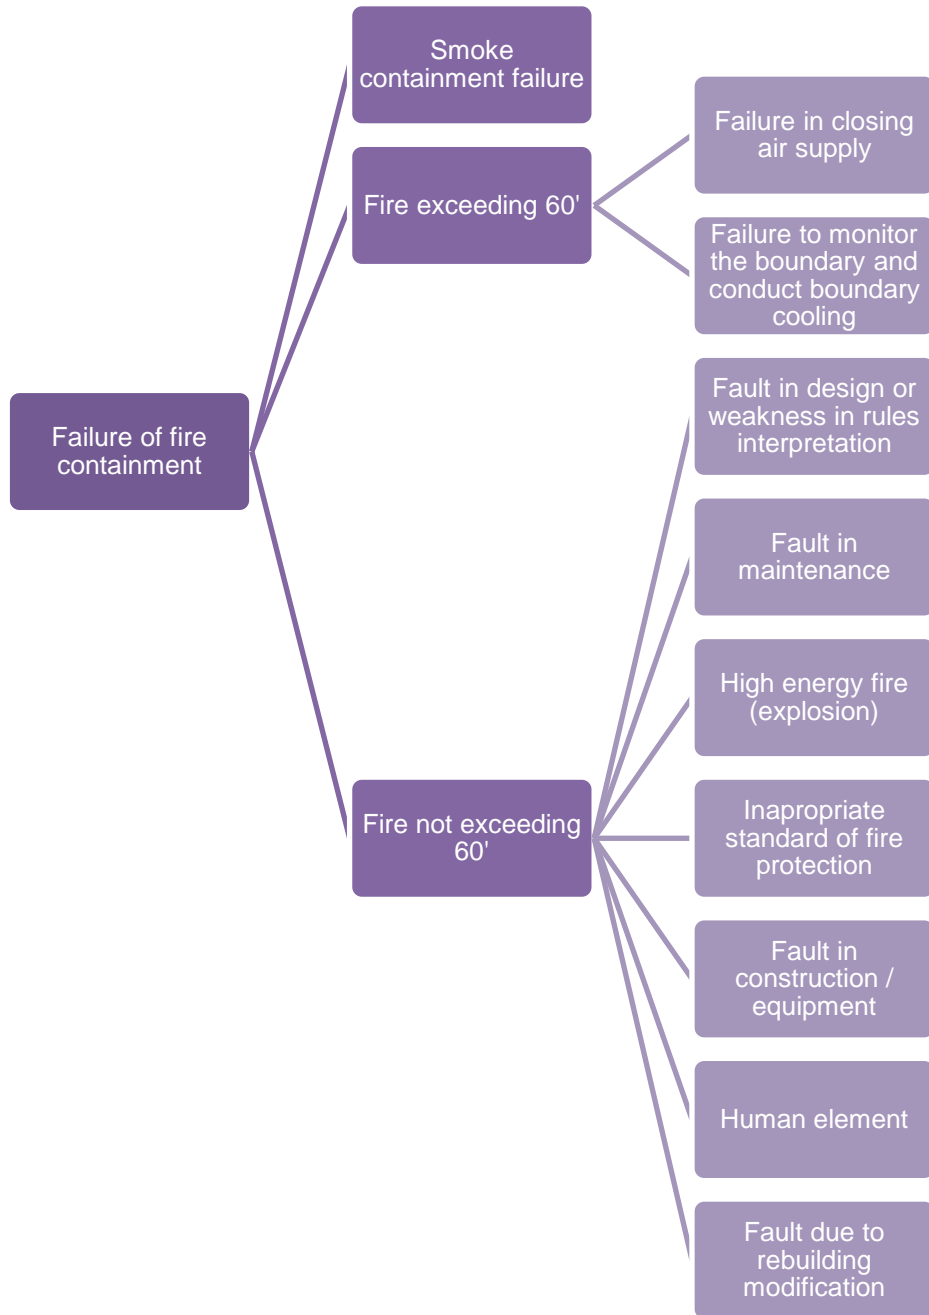 Smoke
containment failure
Failure in closing
air supply
Fire exceeding 60'
Failure to monitor
the boundary and
conduct boundary
cooling
Fault in design or
weakness in rules
interpretation
Failure of fire
containment
Fault in
maintenance
High energy fire
(explosion)
Fire not exceeding
60'
Inapropriate
standard of fire
protection
Fault in
construction /
equipment
Human element
Fault due to
rebuilding
modification